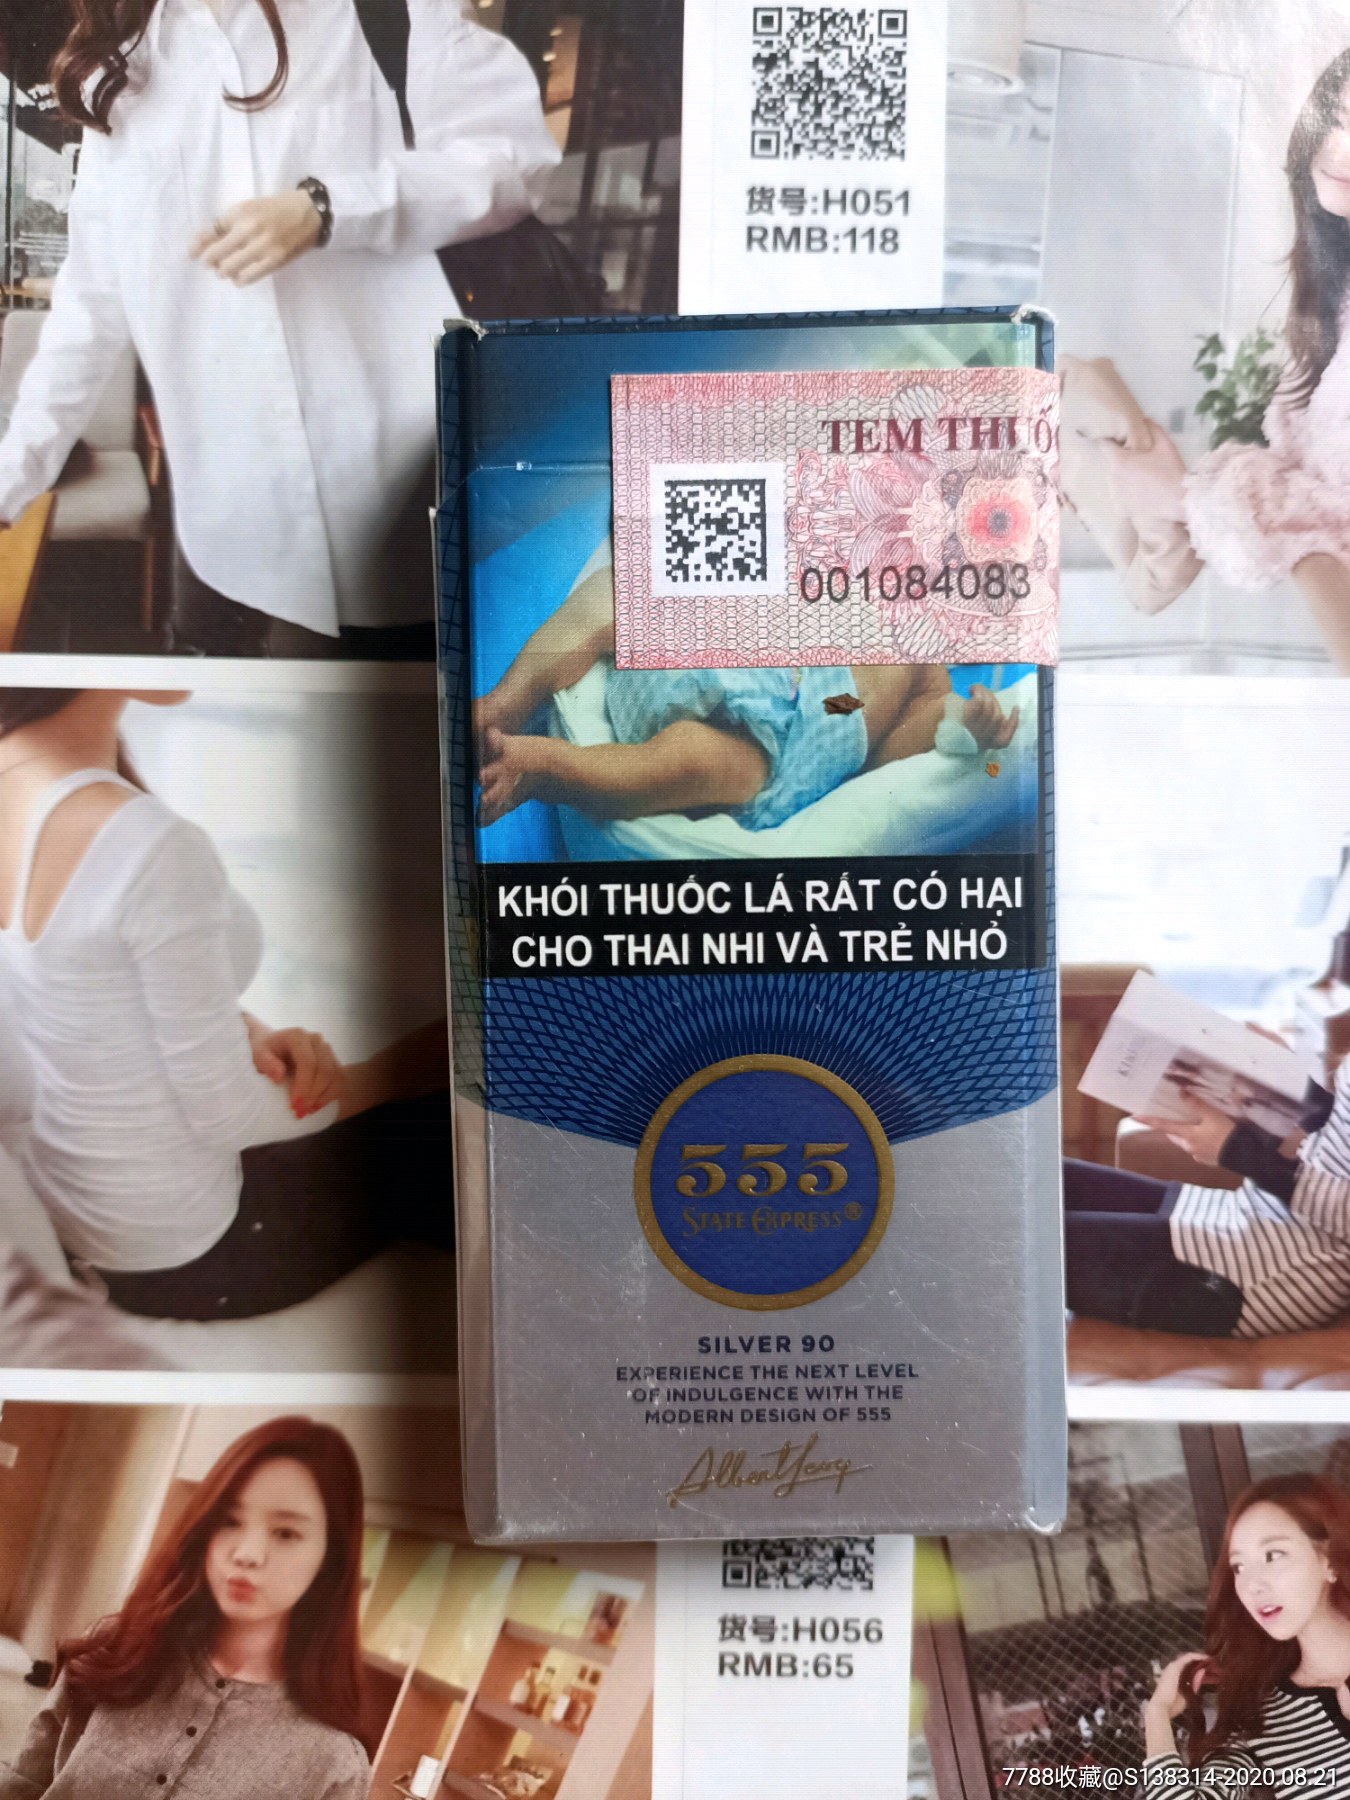 货号:H051
RMB:118
TEM THUỐ
001084083
KHÓI THUỐC LÁ RẤT CÓ HẠI
CHO THAI NHI VÀ TRẺ NHỎ
555
STATE EXPRESS®
SILVER 90
EXPERIENCE THE NEXT LEVEL
OF INDULGENCE WITH THE
MODERN DESIGN OF 555
Albert Levy
货号:H056
RMB:65
7788收藏@S138314-2020.08.21